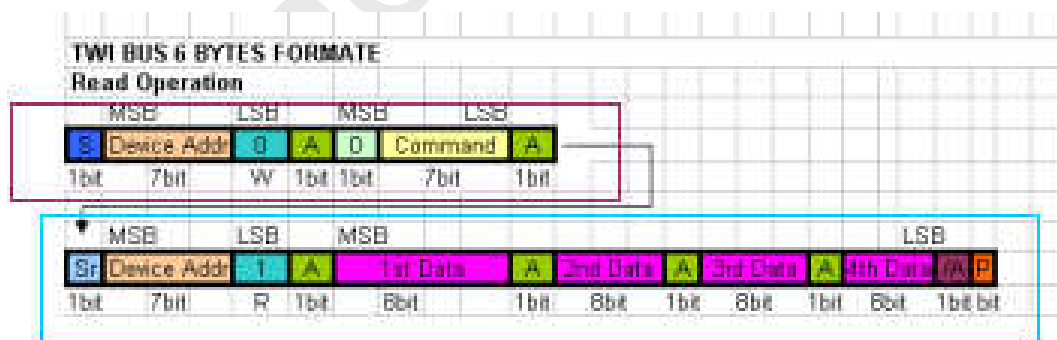 TWI BUS 6 BYTES FORMATE
Read Operation
MSB LSB MSB LSB
S Device Addr 0 A 0 Command A
1bit 7bit W 1bit 1bit 7bit 1bit
MSB LSB MSB LSB
Sr Device Addr 1 A 1st Data A 2nd Data A 3rd Data A 4th Data /A P
1bit 7bit R 1bit 8bit 1bit 8bit 1bit 8bit 1bit 8bit 1bit bit